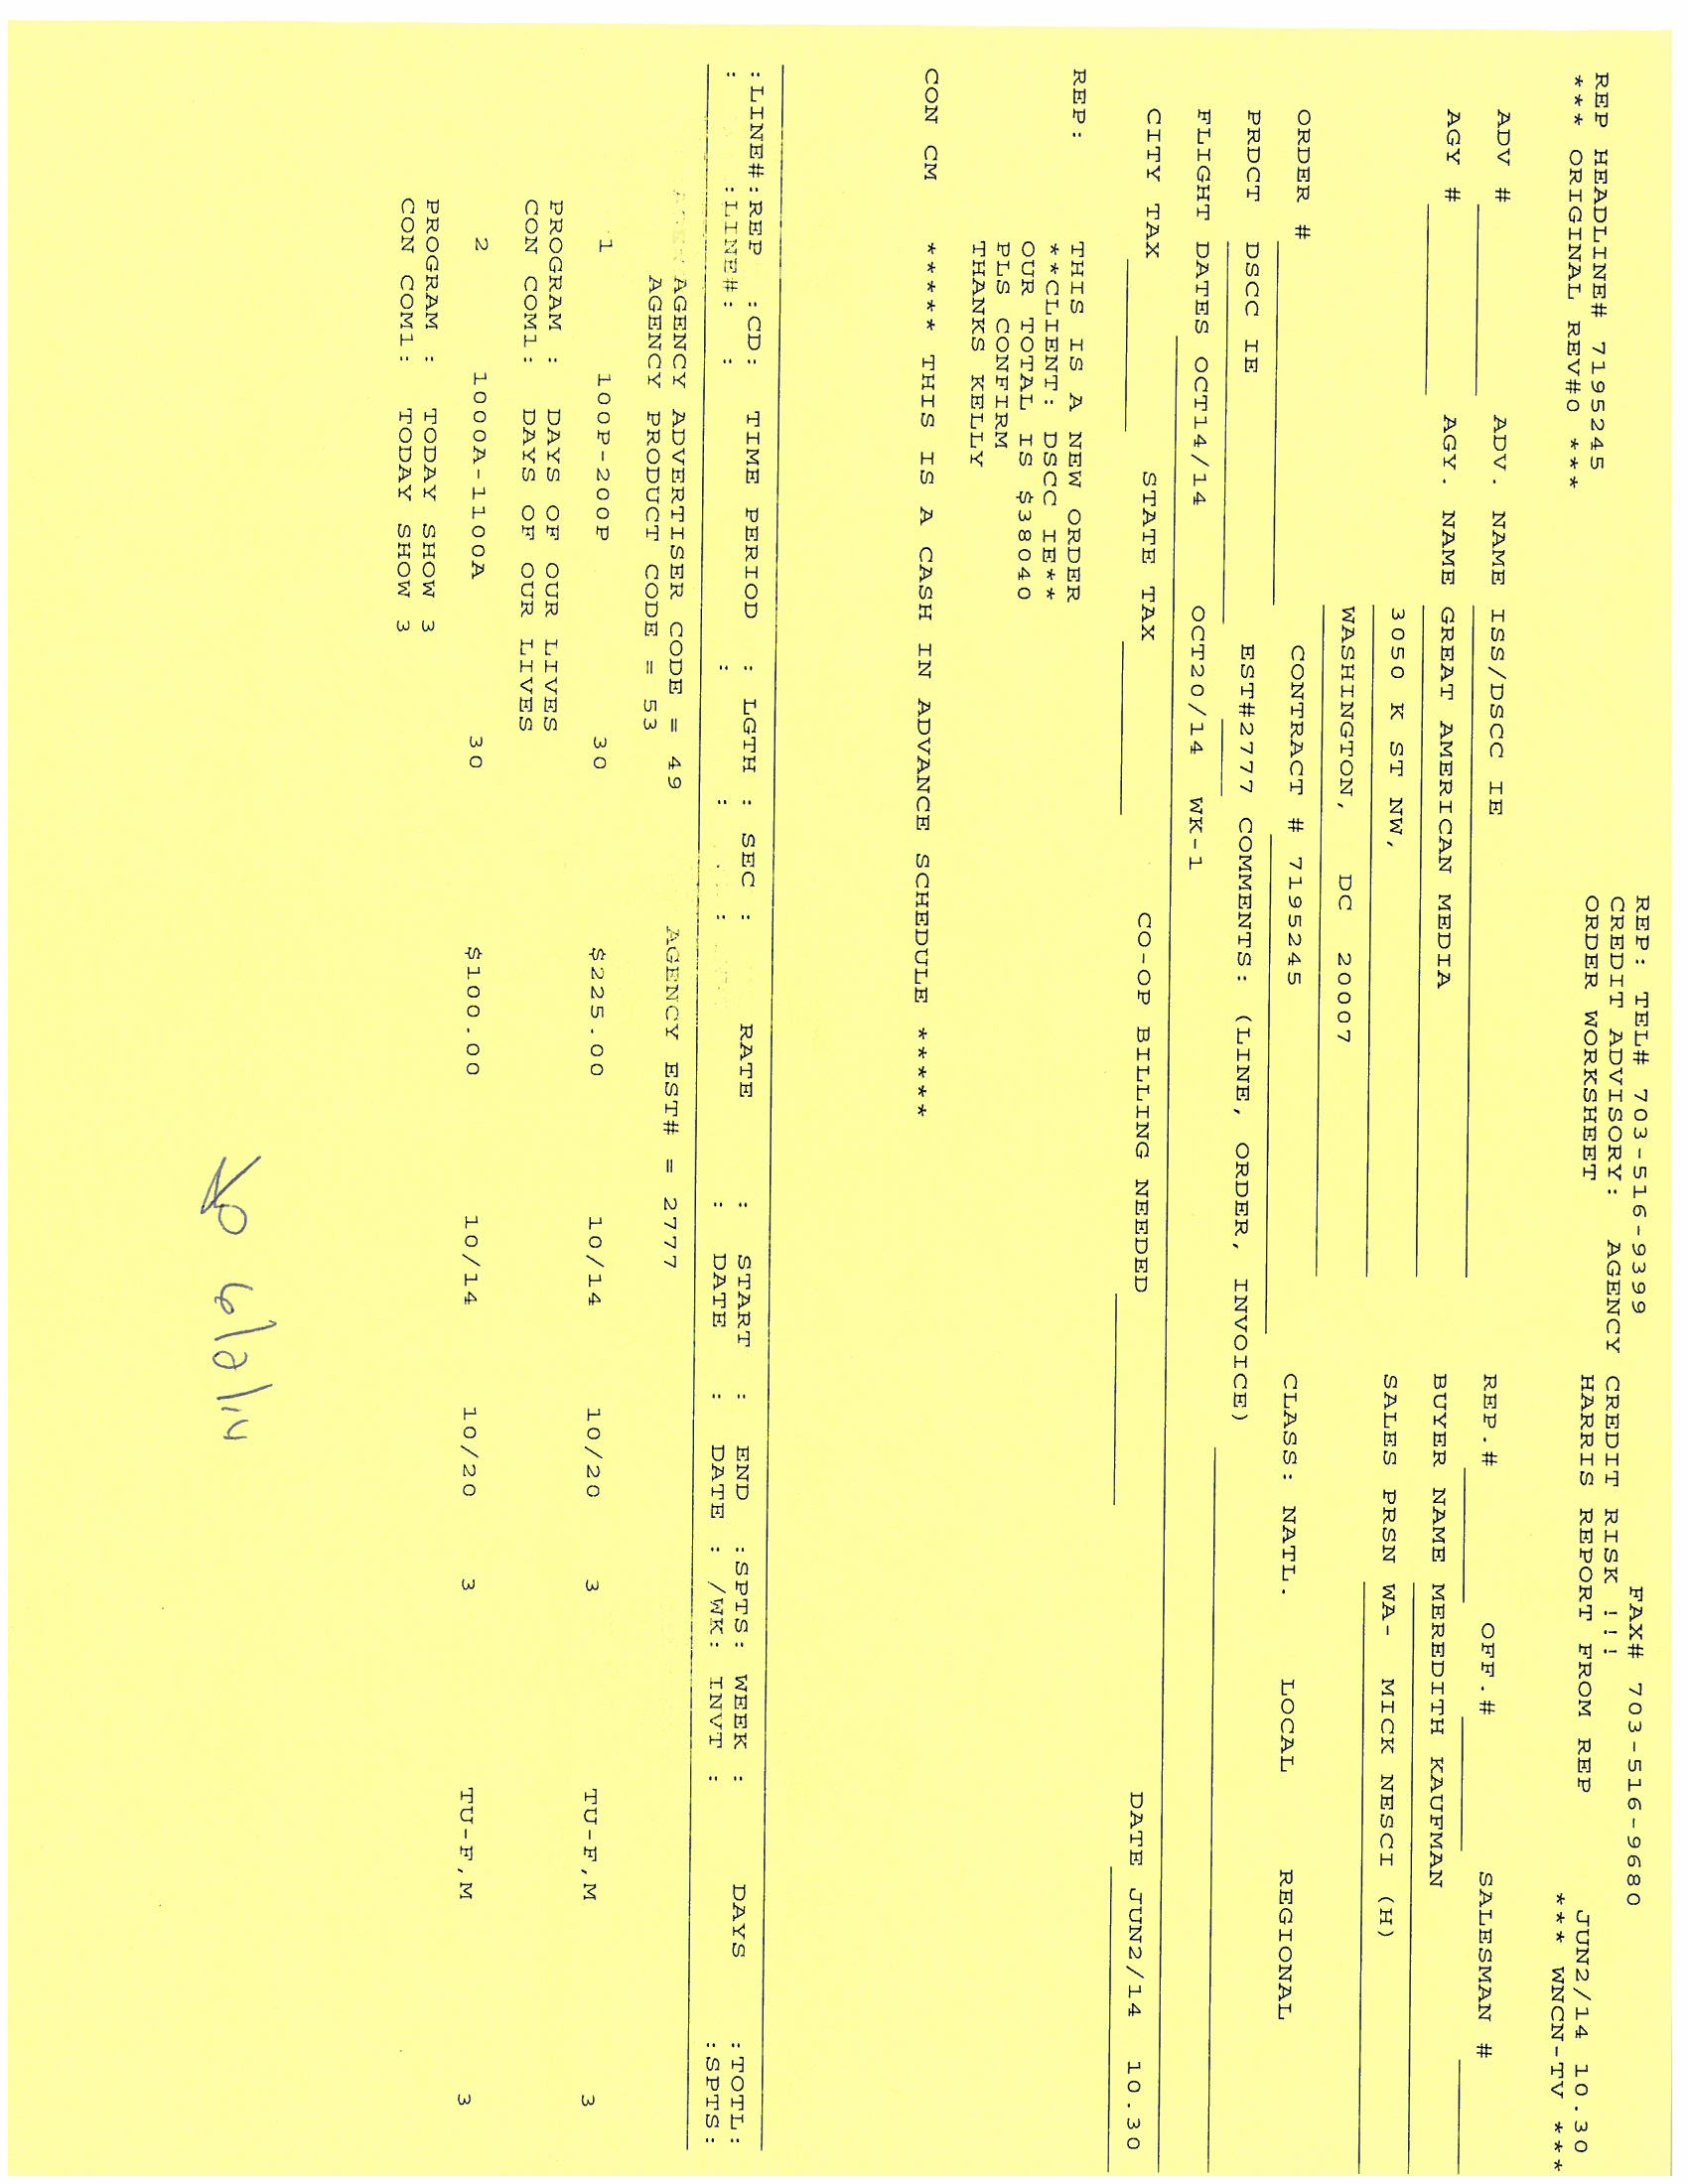 REP: TEL# 703-516-9399 FAX# 703-516-9680
CREDIT ADVISORY: AGENCY CREDIT RISK !!!
REP HEADLINE# 7195245 ORDER WORKSHEET HARRIS REPORT FROM REP JUN2/14 10.30
*** ORIGINAL REV#0 *** *** WNCN-TV ***
ADV # ADV. NAME ISS/DSCC IE REP.# OFF.# SALESMAN #
AGY # AGY. NAME GREAT AMERICAN MEDIA BUYER NAME MEREDITH KAUFMAN
3050 K ST NW, SALES PRSN WA- MICK NESCI (H)
WASHINGTON, DC 20007
ORDER # CONTRACT # 7195245 CLASS: NATL. LOCAL REGIONAL
PRDCT DSCC IE EST#2777 COMMENTS: (LINE, ORDER, INVOICE)
FLIGHT DATES OCT14/14 OCT20/14 WK-1
CITY TAX STATE TAX CO-OP BILLING NEEDED DATE JUN2/14 10.30
REP: THIS IS A NEW ORDER
**CLIENT: DSCC IE**
OUR TOTAL IS $38040
PLS CONFIRM
THANKS KELLY
CON CM ***** THIS IS A CASH IN ADVANCE SCHEDULE *****
:LINE#:REP :CD: TIME PERIOD : LGTH : SEC : RATE : START : END :SPTS: WEEK : DAYS :TOTL:
: :LINE#: : : : : : DATE : DATE : /WK: INVT : :SPTS:
AGENCY ADVERTISER CODE = 49 AGENCY EST# = 2777
AGENCY PRODUCT CODE = 53
1 100P-200P 30 $225.00 10/14 10/20 3 TU-F,M 3
PROGRAM : DAYS OF OUR LIVES
CON COM1: DAYS OF OUR LIVES
2 1000A-1100A 30 $100.00 10/14 10/20 3 TU-F,M 3
PROGRAM : TODAY SHOW 3
CON COM1: TODAY SHOW 3
6/2/14